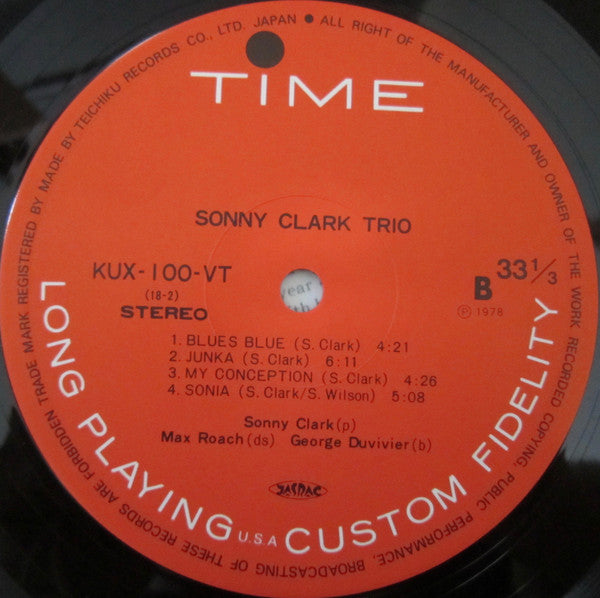 TIME
SONNY CLARK TRIO
KUX-100-VT
(18-2)
STEREO
B 33 1/3
Ⓟ 1978
1. BLUES BLUE (S. Clark) 4:21
2. JUNKA (S. Clark) 6:11
3. MY CONCEPTION (S. Clark) 4:26
4. SONIA (S. Clark/S. Wilson) 5:08
Sonny Clark(p)
Max Roach(ds) George Duvivier(b)
JASRAC
LONG PLAYING U.S.A CUSTOM FIDELITY
MADE BY TEICHIKU RECORDS CO., LTD. JAPAN ● ALL RIGHT OF THE MANUFACTURER AND OWNER OF THE WORK RECORDED COPYING, PUBLIC PERFORMANCE, BROADCASTING OF THESE RECORDS ARE FORBIDDEN TRADE MARK REGISTERED
year